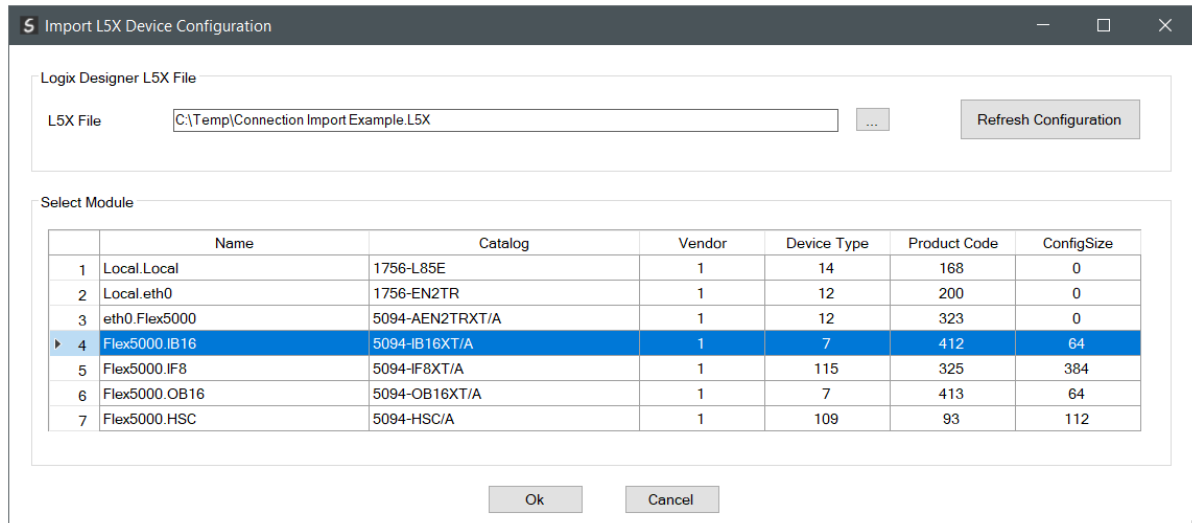 S Import L5X Device Configuration
Logix Designer L5X File
L5X File C:\Temp\Connection Import Example.L5X ... Refresh Configuration
Select Module
Name Catalog Vendor Device Type Product Code ConfigSize
1 Local.Local 1756-L85E 1 14 168 0
2 Local.eth0 1756-EN2TR 1 12 200 0
3 eth0.Flex5000 5094-AEN2TRXT/A 1 12 323 0
4 Flex5000.IB16 5094-IB16XT/A 1 7 412 64
5 Flex5000.IF8 5094-IF8XT/A 1 115 325 384
6 Flex5000.OB16 5094-OB16XT/A 1 7 413 64
7 Flex5000.HSC 5094-HSC/A 1 109 93 112
Ok Cancel